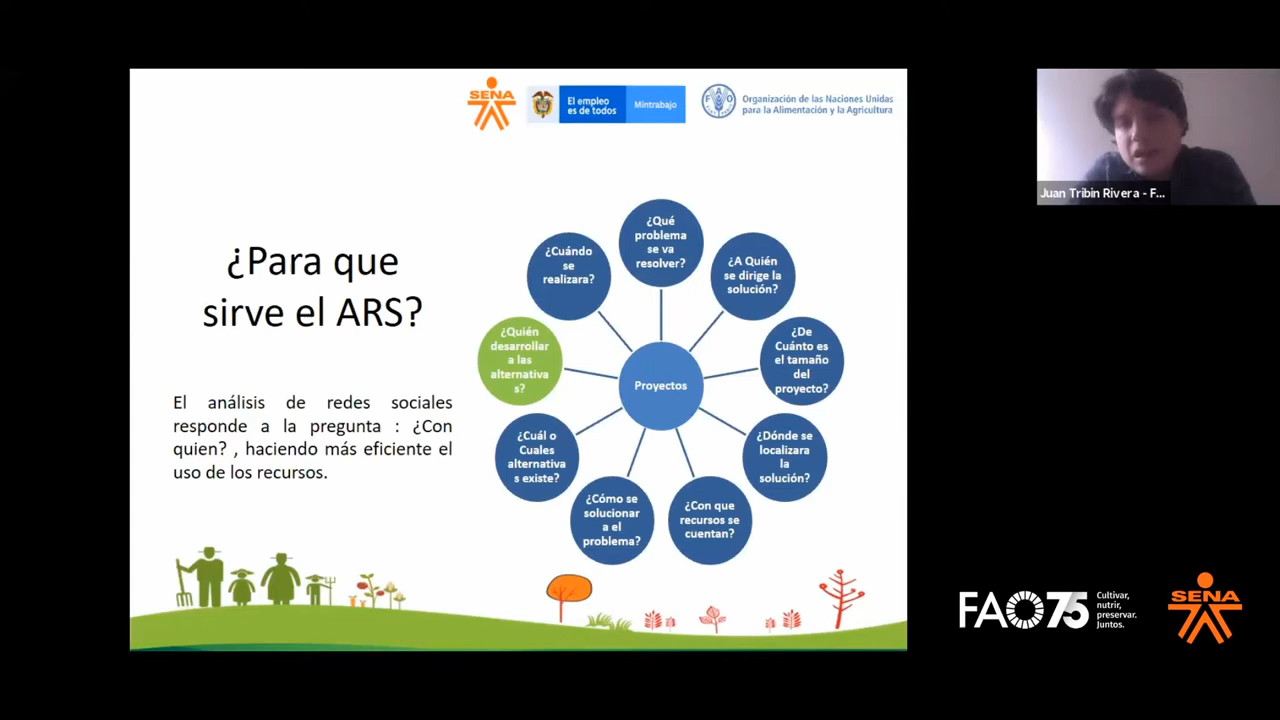 SENA
El empleo
es de todos
Mintrabajo
FAO
Organización de las Naciones Unidas
para la Alimentación y la Agricultura
¿Para que
sirve el ARS?
El análisis de redes sociales
responde a la pregunta : ¿Con
quien? , haciendo más eficiente el
uso de los recursos.
¿Qué
problema
se va
resolver?
¿A Quién
se dirige la
solución?
¿De
Cuánto es
el tamaño
del
proyecto?
¿Dónde se
localizara
la
solución?
¿Con que
recursos se
cuentan?
¿Cómo se
solucionar
a el
problema?
¿Cuál o
Cuales
alternativa
s existe?
¿Quién
desarrollar
a las
alternativa
s?
¿Cuándo
se
realizara?
Proyectos
Juan Tribin Rivera - F...
FAO75
Cultivar,
nutrir,
preservar.
Juntos.
SENA